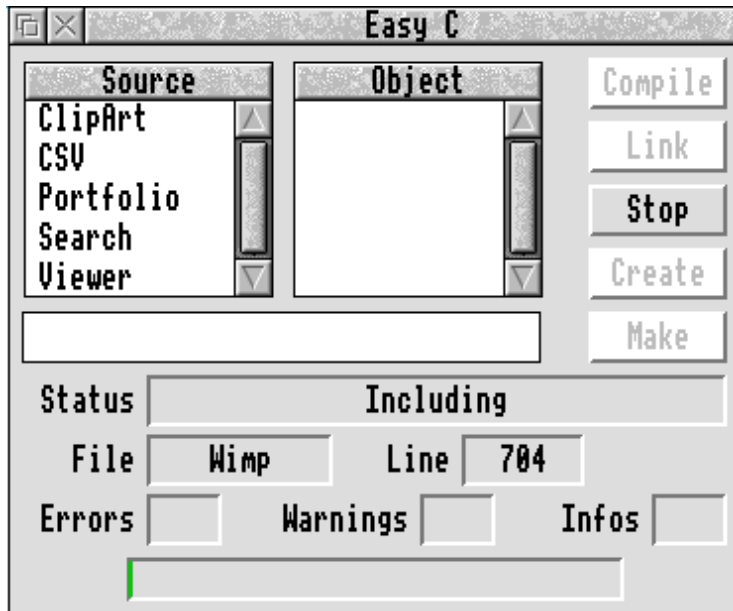 Easy C
Source
Object
ClipArt
CSV
Portfolio
Search
Viewer
Compile
Link
Stop
Create
Make
Status Including
File Wimp Line 704
Errors Warnings Infos